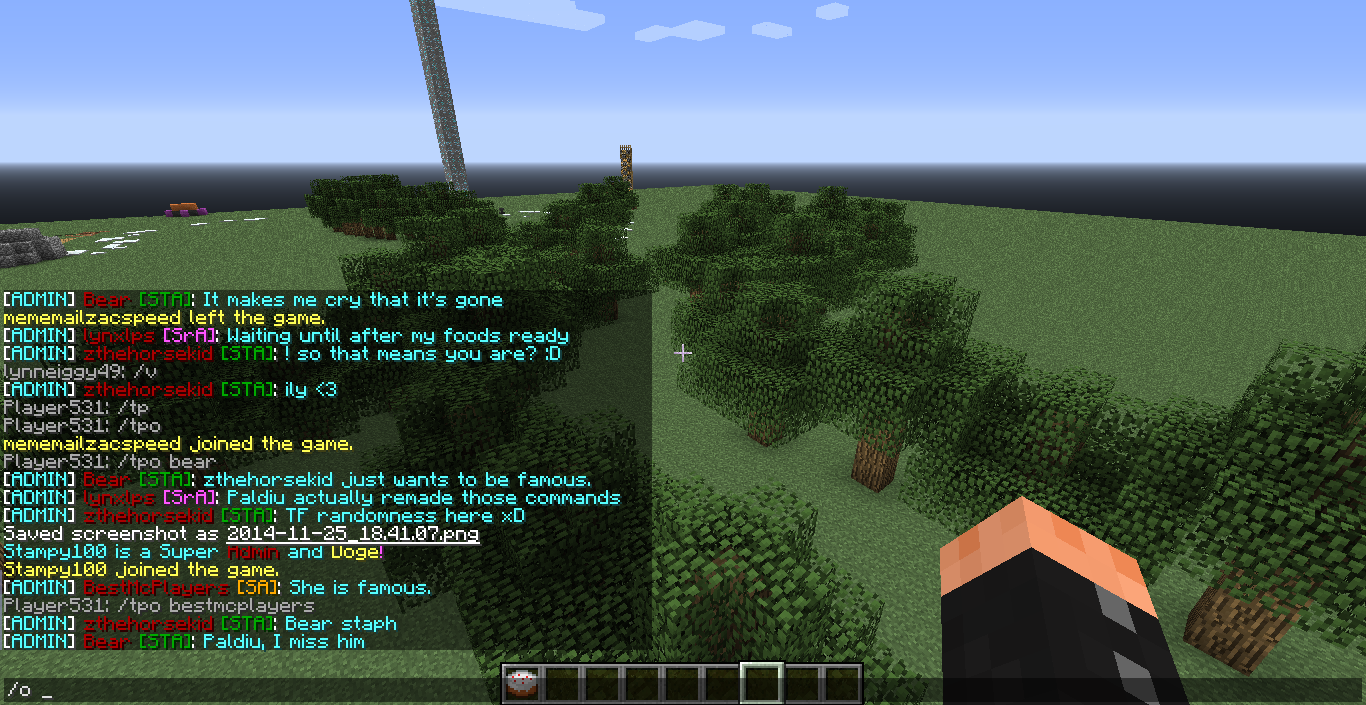 [ADMIN] Bear [STA]: It makes me cry that it's gone
mememailzacspeed left the game.
[ADMIN] lynxlps [SrA]: Waiting until after my foods ready
[ADMIN] zthehorsekid [STA]: ! so that means you are? :D
lynneiggy49: /v
[ADMIN] zthehorsekid [STA]: ily <3
Player531: /tp
Player531: /tpo
mememailzacspeed joined the game.
Player531: /tpo bear
[ADMIN] Bear [STA]: zthehorsekid just wants to be famous.
[ADMIN] lynxlps [SrA]: Paldiu actually remade those commands
[ADMIN] zthehorsekid [STA]: TF randomness here xD
Saved screenshot as 2014-11-25_18.41.07.png
Stampy100 is a Super Admin and Doge!
Stampy100 joined the game.
[ADMIN] BestMcPlayers [SA]: She is famous.
Player531: /tpo bestmcplayers
[ADMIN] zthehorsekid [STA]: Bear staph
[ADMIN] Bear [STA]: Paldiu, I miss him
/o _